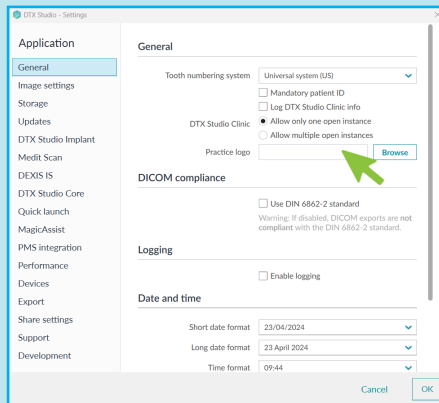 DTX Studio - Settings
Application
General
Image settings
Storage
Updates
DTX Studio Implant
Medit Scan
DEXIS IS
DTX Studio Core
Quick launch
MagicAssist
PMS integration
Performance
Devices
Export
Share settings
Support
Development
General
Tooth numbering system Universal system (US)
Mandatory patient ID
Log DTX Studio Clinic info
DTX Studio Clinic Allow only one open instance
Allow multiple open instances
Practice logo Browse
DICOM compliance
Use DIN 6862-2 standard
Warning: If disabled, DICOM exports are not
compliant with the DIN 6862-2 standard.
Logging
Enable logging
Date and time
Short date format 23/04/2024
Long date format 23 April 2024
Time format 09:44
Cancel OK